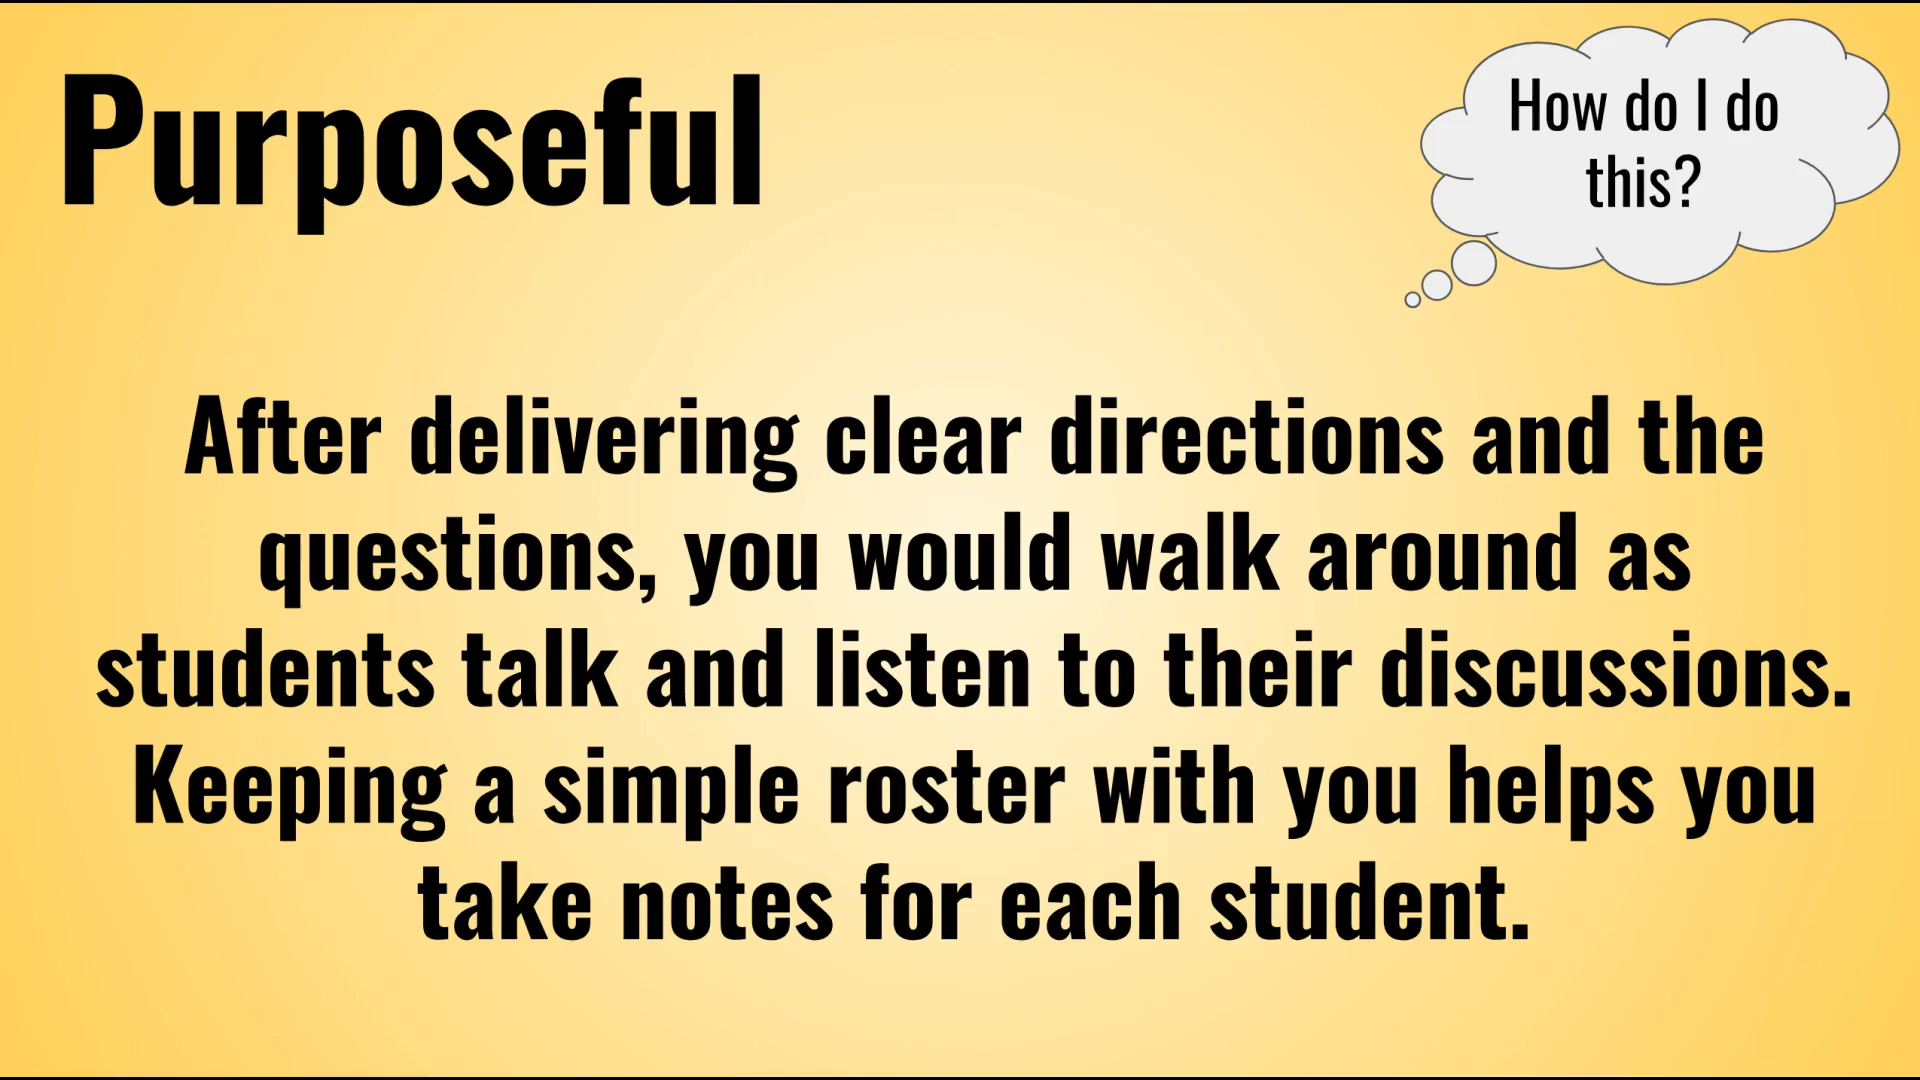 Purposeful
How do I do
this?
After delivering clear directions and the
questions, you would walk around as
students talk and listen to their discussions.
Keeping a simple roster with you helps you
take notes for each student.